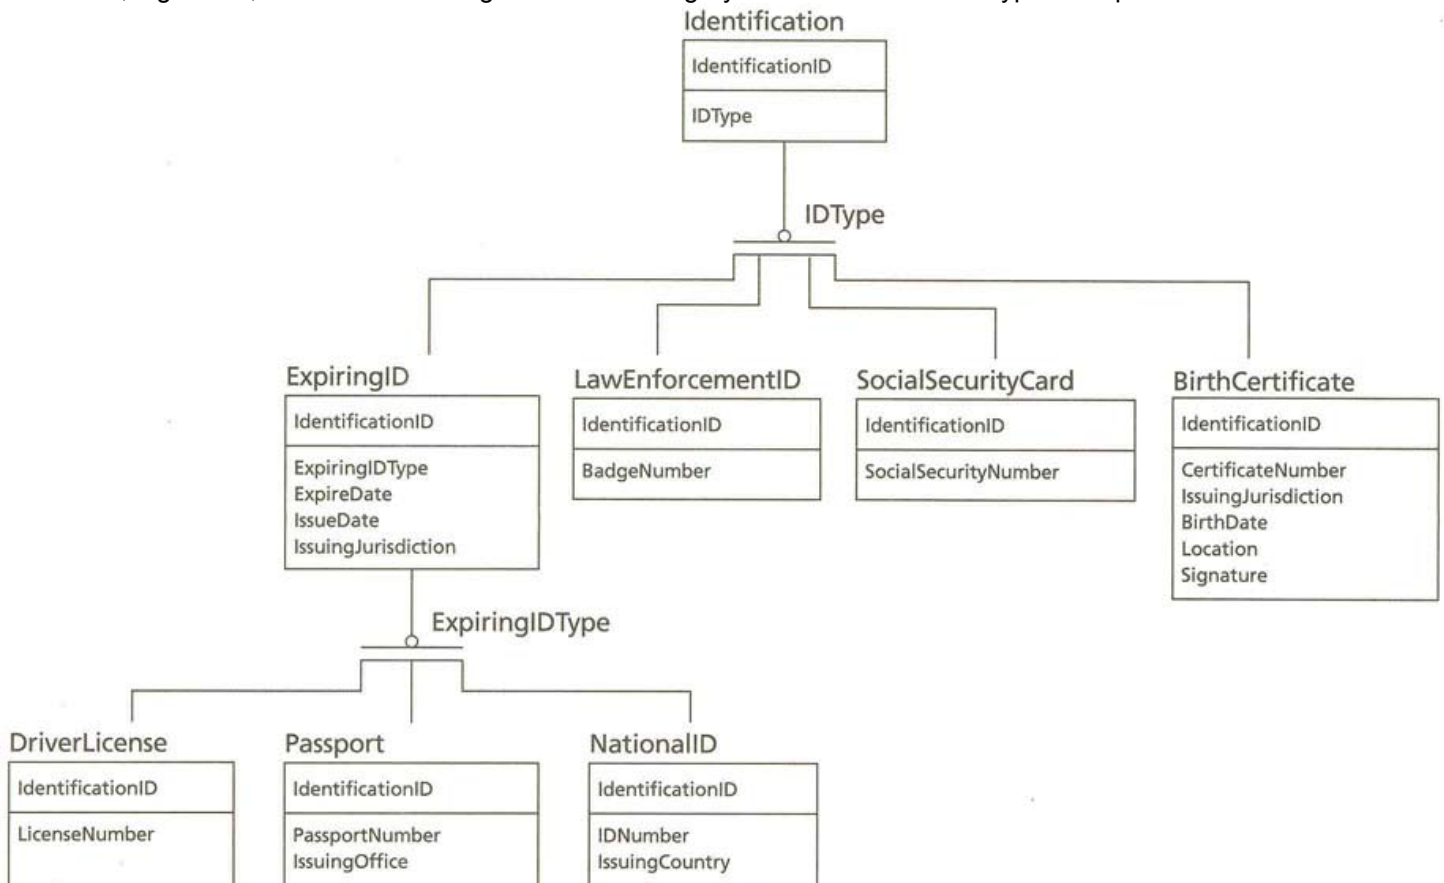 Identification
IdentificationID
IDType
IDType
ExpiringID
IdentificationID
ExpiringIDType
ExpireDate
IssueDate
IssuingJurisdiction
LawEnforcementID
IdentificationID
BadgeNumber
SocialSecurityCard
IdentificationID
SocialSecurityNumber
BirthCertificate
IdentificationID
CertificateNumber
IssuingJurisdiction
BirthDate
Location
Signature
ExpiringIDType
DriverLicense
IdentificationID
LicenseNumber
Passport
IdentificationID
PassportNumber
IssuingOffice
NationalID
IdentificationID
IDNumber
IssuingCountry